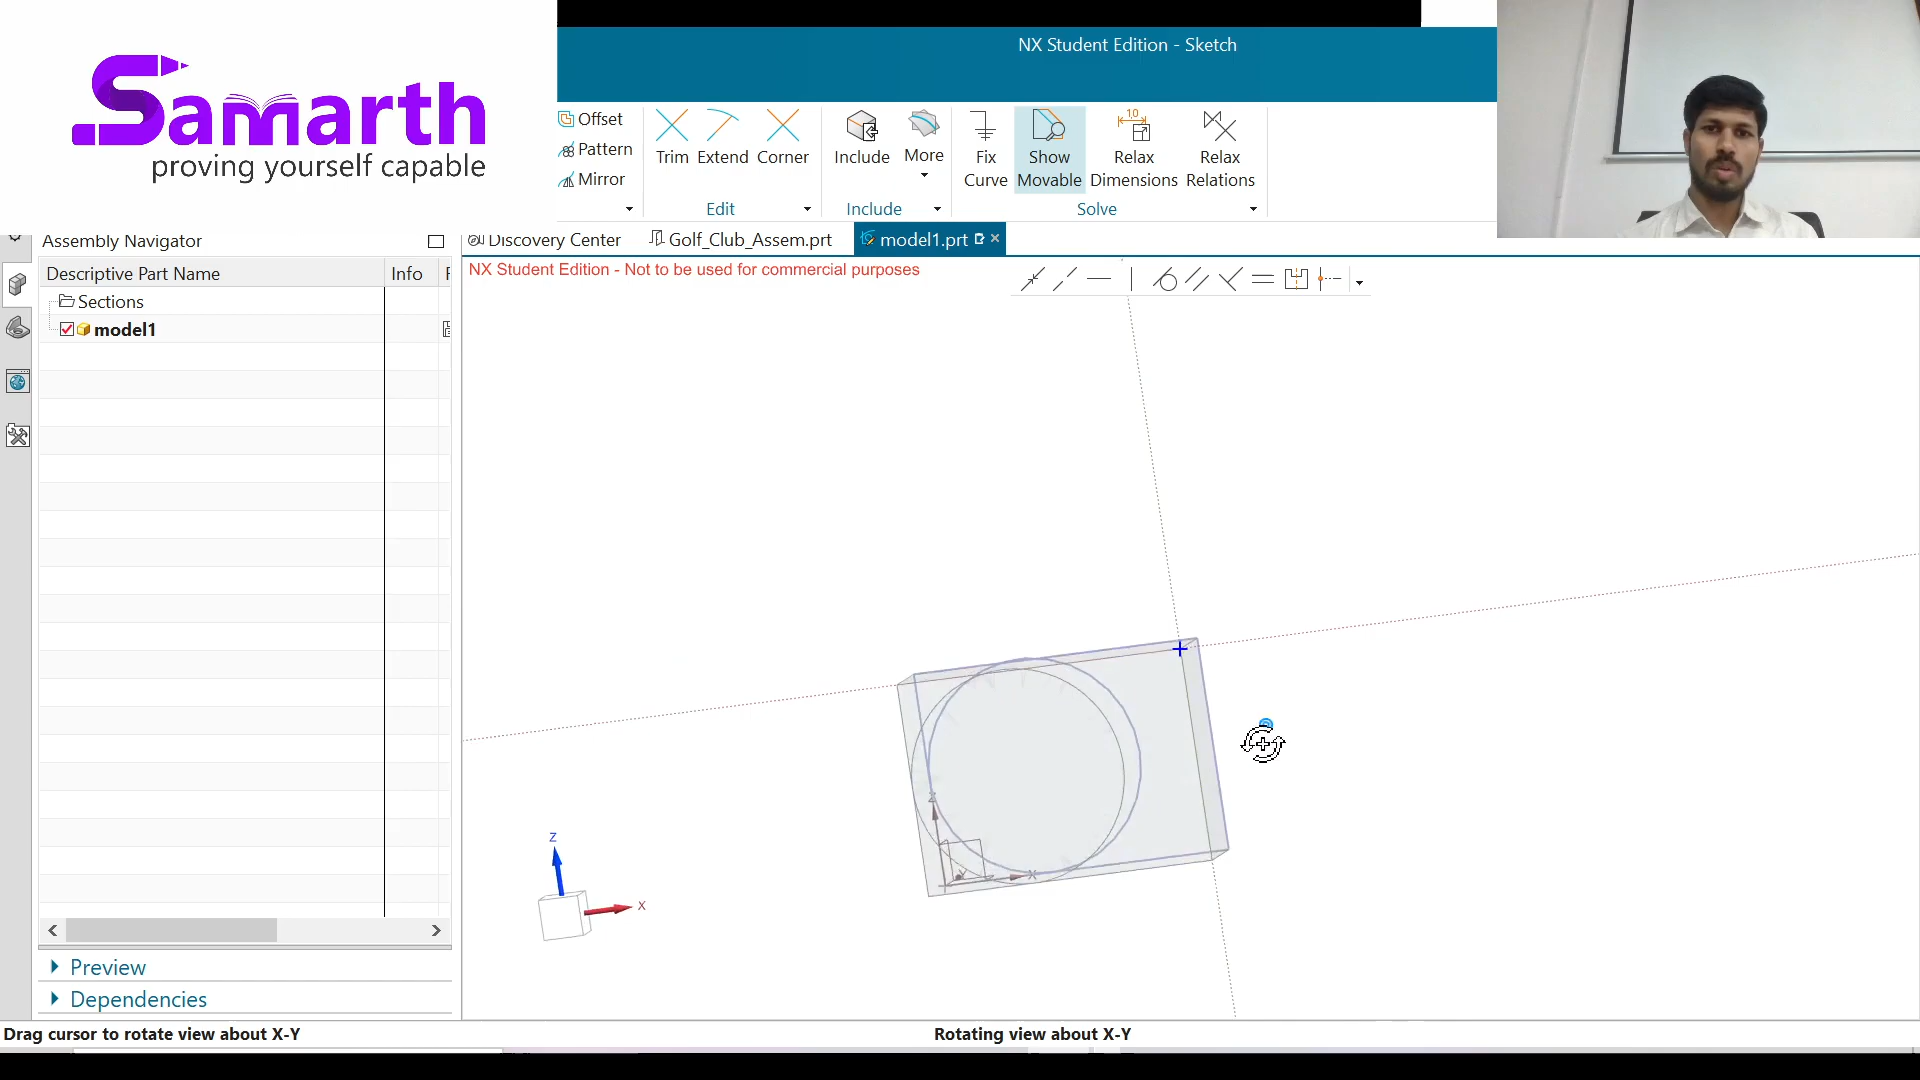 Samarth
proving yourself capable
NX Student Edition - Sketch
Offset
Pattern
Mirror
Trim
Extend
Corner
Edit
Include
More
Include
Fix
Curve
Show
Movable
1,0
Relax
Dimensions
Relax
Relations
Solve
Assembly Navigator
Discovery Center
Golf_Club_Assem.prt
model1.prt
Descriptive Part Name
Info
NX Student Edition - Not to be used for commercial purposes
Sections
model1
Z
X
X
Y
Preview
Dependencies
Drag cursor to rotate view about X-Y
Rotating view about X-Y